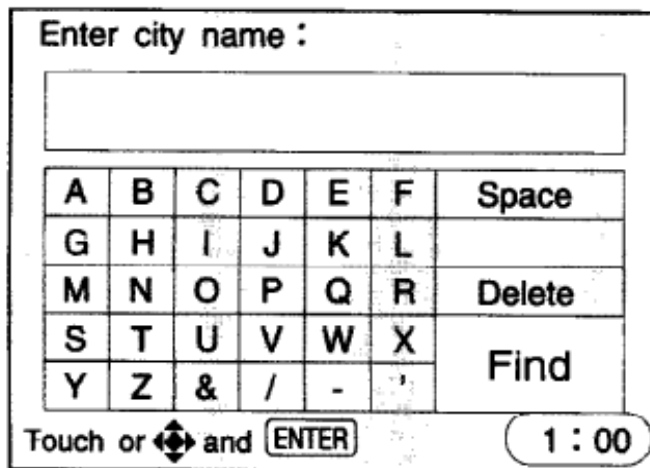 Enter city name :
A B C D E F Space
G H I J K L
M N O P Q R Delete
S T U V W X
Find
Y Z & / - '
Touch or and ENTER 1 : 00